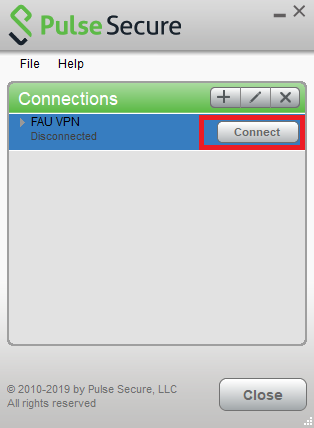 Pulse Secure
File Help
Connections
FAU VPN
Disconnected
Connect
© 2010-2019 by Pulse Secure, LLC
All rights reserved
Close